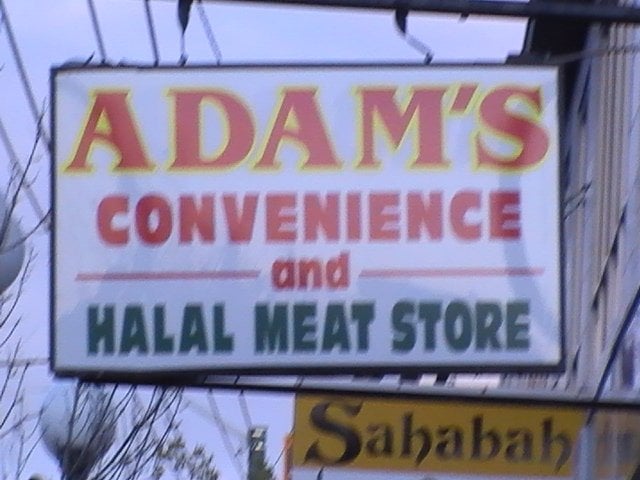 ADAM'S
CONVENIENCE
and
HALAL MEAT STORE
Sahabah